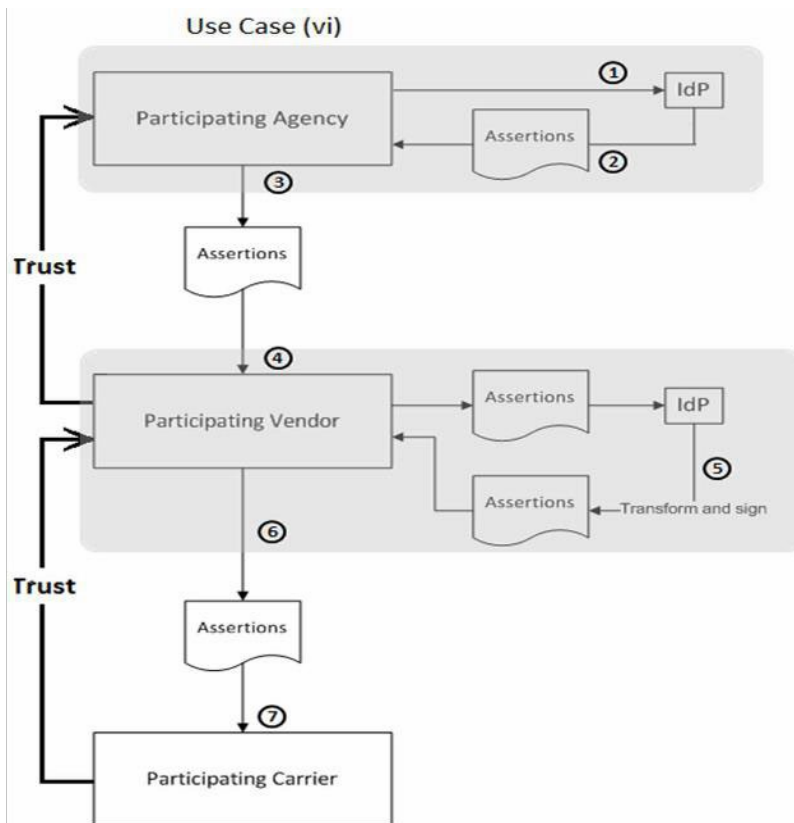 Use Case (vi)
1
IdP
Participating Agency
Assertions
2
3
Assertions
Trust
4
Assertions
IdP
Participating Vendor
5
Assertions
Transform and sign
6
Trust
Assertions
7
Participating Carrier